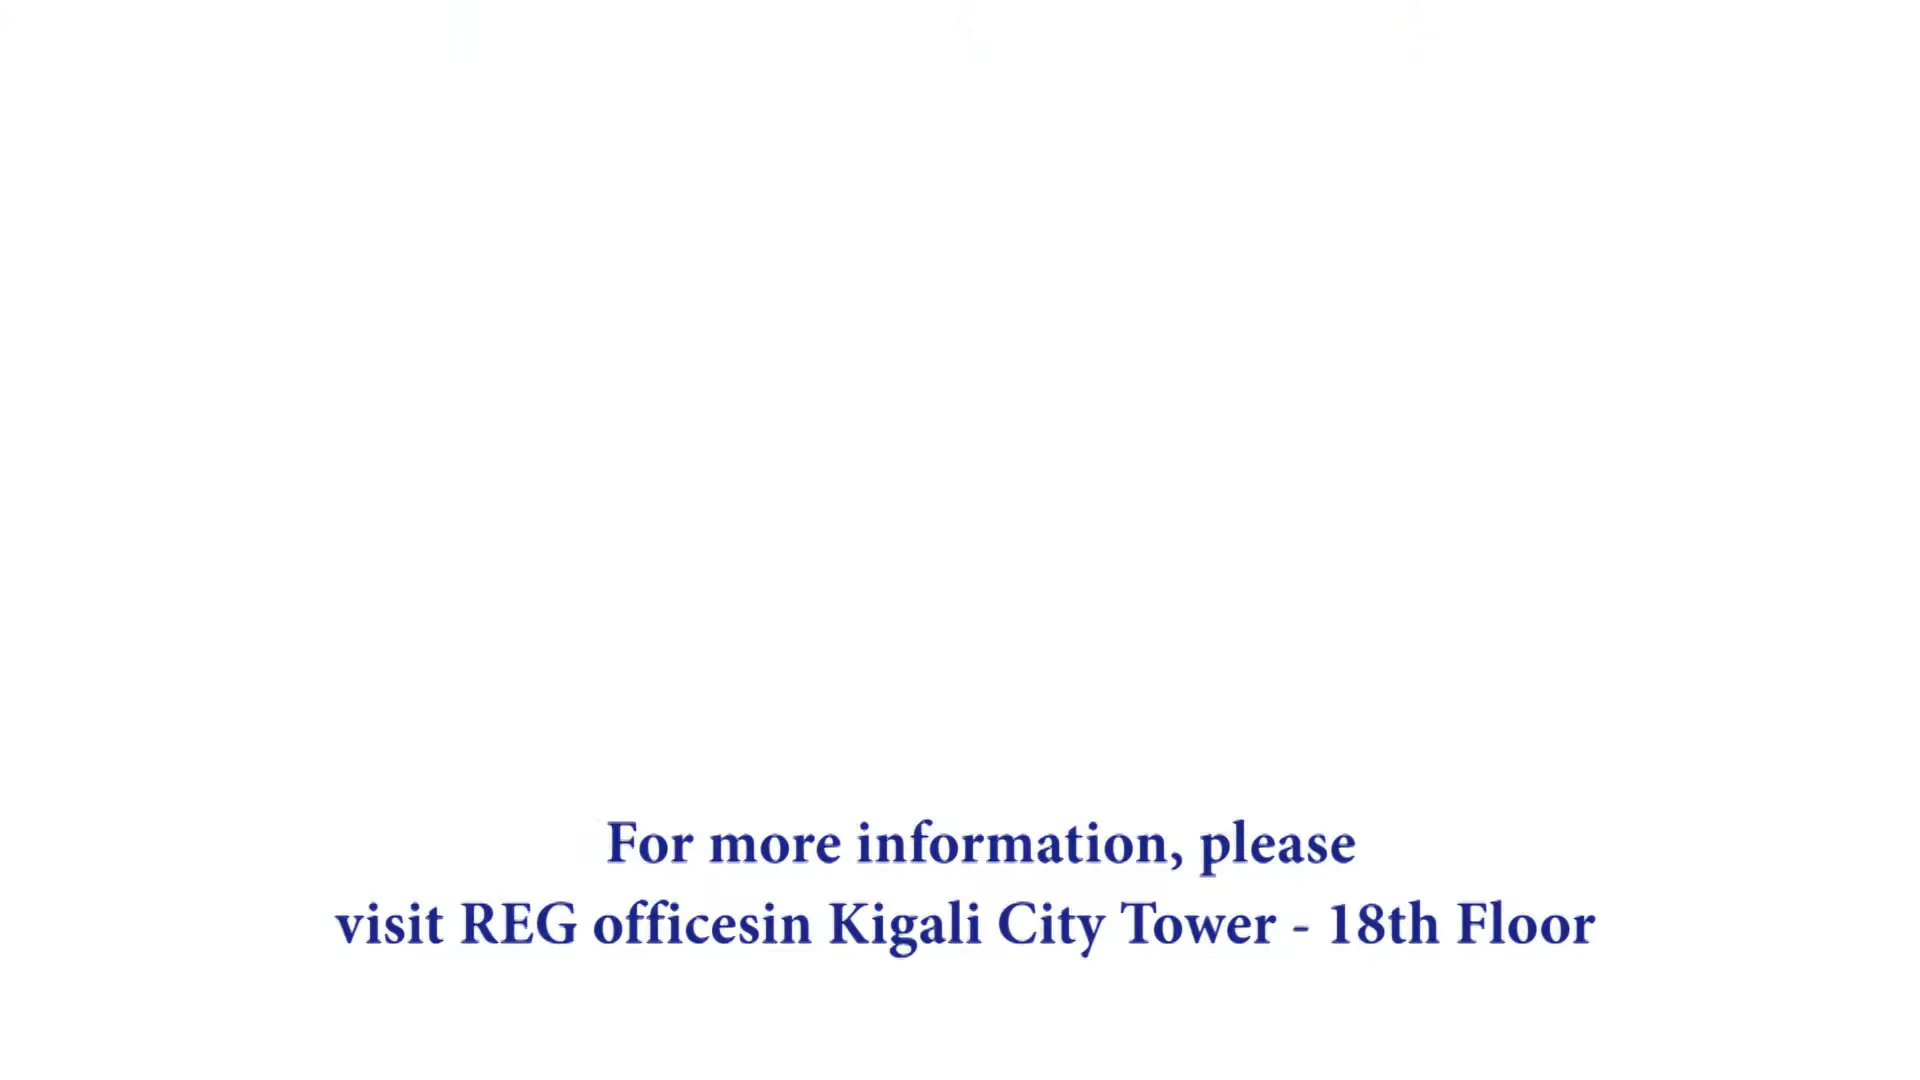 For more information, please
visit REG officesin Kigali City Tower - 18th Floor